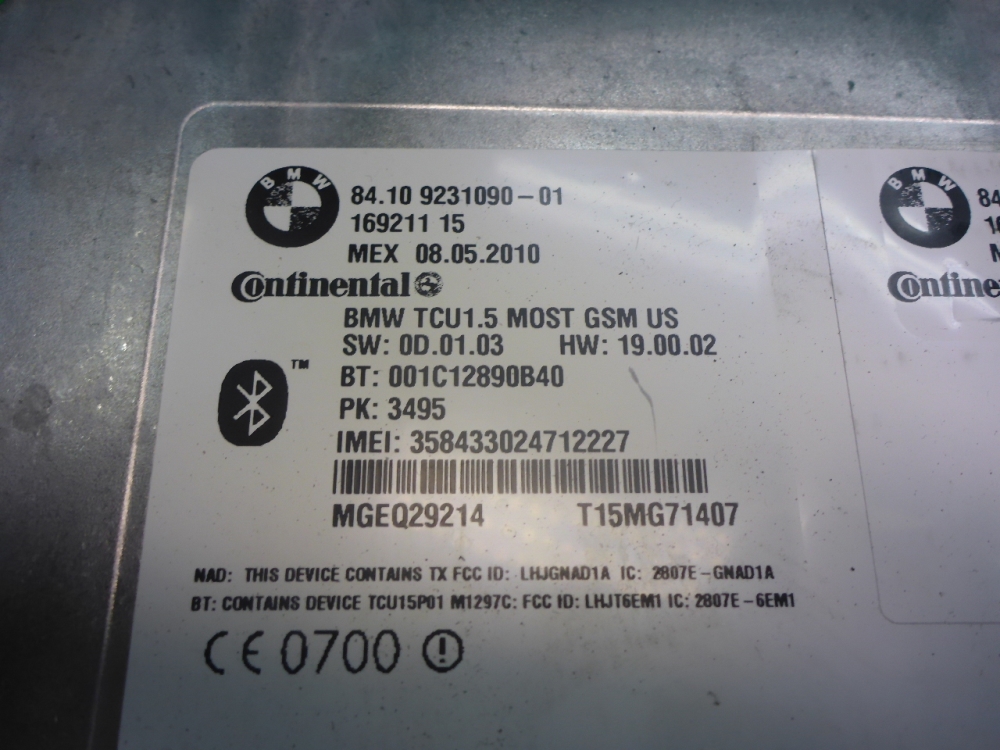 BMW
84.10 9231090-01
169211 15
MEX 08.05.2010
Continental
BMW TCU1.5 MOST GSM US
SW: 0D.01.03 HW: 19.00.02
TM
BT: 001C12890B40
PK: 3495
IMEI: 358433024712227
MGEQ29214 T15MG71407
NAD: THIS DEVICE CONTAINS TX FCC ID: LHJGNAD1A IC: 2807E-GNAD1A
BT: CONTAINS DEVICE TCU15P01 M1297C: FCC ID: LHJT6EM1 IC: 2807E-6EM1
CE 0700
BMW
84